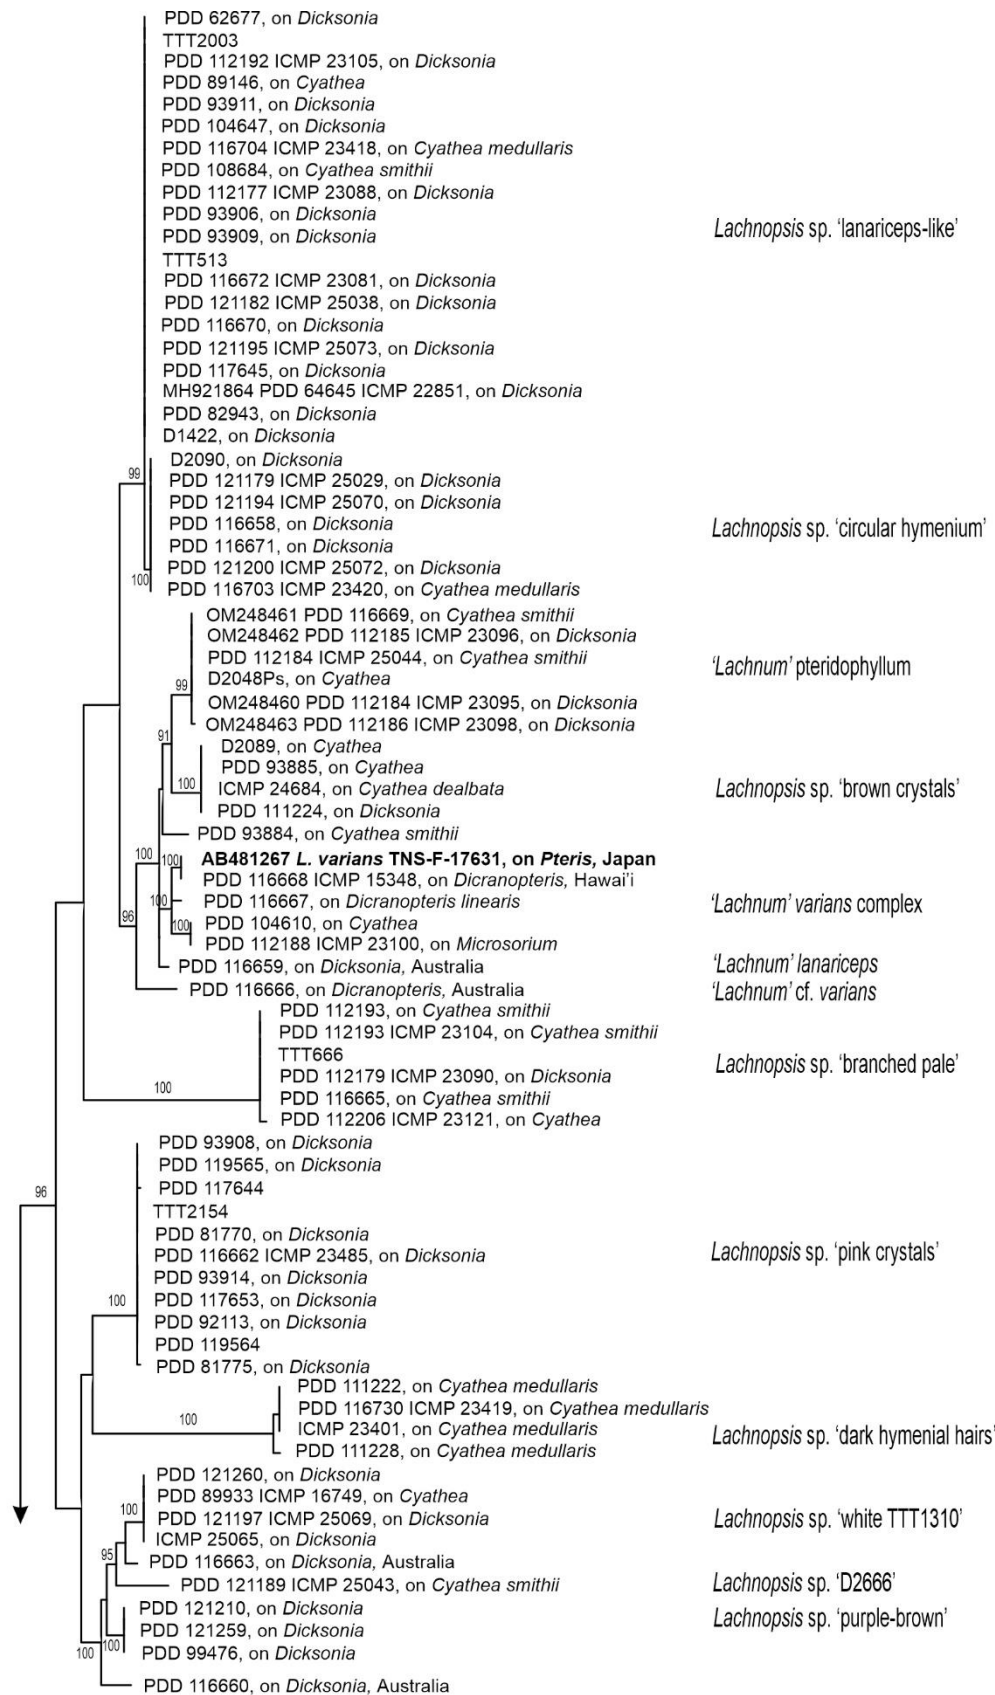 PDD 62677, on Dicksonia
TTT2003
PDD 112192 ICMP 23105, on Dicksonia
PDD 89146, on Cyathea
PDD 93911, on Dicksonia
PDD 104647, on Dicksonia
PDD 116704 ICMP 23418, on Cyathea medullaris
PDD 108684, on Cyathea smithii
PDD 112177 ICMP 23088, on Dicksonia
PDD 93906, on Dicksonia
PDD 93909, on Dicksonia
Lachnopsis sp. ‘lanariceps-like’
TTT513
PDD 116672 ICMP 23081, on Dicksonia
PDD 121182 ICMP 25038, on Dicksonia
PDD 116670, on Dicksonia
PDD 121195 ICMP 25073, on Dicksonia
PDD 117645, on Dicksonia
MH921864 PDD 64645 ICMP 22851, on Dicksonia
PDD 82943, on Dicksonia
D1422, on Dicksonia
D2090, on Dicksonia
99
PDD 121179 ICMP 25029, on Dicksonia
PDD 121194 ICMP 25070, on Dicksonia
PDD 116658, on Dicksonia
Lachnopsis sp. ‘circular hymenium’
PDD 116671, on Dicksonia
PDD 121200 ICMP 25072, on Dicksonia
100
PDD 116703 ICMP 23420, on Cyathea medullaris
OM248461 PDD 116669, on Cyathea smithii
OM248462 PDD 112185 ICMP 23096, on Dicksonia
PDD 112184 ICMP 25044, on Cyathea smithii
‘Lachnum’ pteridophyllum
D2048Ps, on Cyathea
99
OM248460 PDD 112184 ICMP 23095, on Dicksonia
OM248463 PDD 112186 ICMP 23098, on Dicksonia
91
D2089, on Cyathea
PDD 93885, on Cyathea
100
ICMP 24684, on Cyathea dealbata
Lachnopsis sp. ‘brown crystals’
PDD 111224, on Dicksonia
PDD 93884, on Cyathea smithii
100
100
AB481267 L. varians TNS-F-17631, on Pteris, Japan
PDD 116668 ICMP 15348, on Dicranopteris, Hawai’i
100
PDD 116667, on Dicranopteris linearis
‘Lachnum’ varians complex
96
100
PDD 104610, on Cyathea
PDD 112188 ICMP 23100, on Microsorium
PDD 116659, on Dicksonia, Australia
‘Lachnum’ lanariceps
PDD 116666, on Dicranopteris, Australia
‘Lachnum’ cf. varians
PDD 112193, on Cyathea smithii
PDD 112193 ICMP 23104, on Cyathea smithii
TTT666
Lachnopsis sp. ‘branched pale’
PDD 112179 ICMP 23090, on Dicksonia
100
PDD 116665, on Cyathea smithii
PDD 112206 ICMP 23121, on Cyathea
PDD 93908, on Dicksonia
PDD 119565, on Dicksonia
96
PDD 117644
TTT2154
PDD 81770, on Dicksonia
PDD 116662 ICMP 23485, on Dicksonia
Lachnopsis sp. ‘pink crystals’
PDD 93914, on Dicksonia
100
PDD 117653, on Dicksonia
PDD 92113, on Dicksonia
PDD 119564
PDD 81775, on Dicksonia
PDD 111222, on Cyathea medullaris
PDD 116730 ICMP 23419, on Cyathea medullaris
100
ICMP 23401, on Cyathea medullaris
Lachnopsis sp. ‘dark hymenial hairs’
PDD 111228, on Cyathea medullaris
PDD 121260, on Dicksonia
PDD 89933 ICMP 16749, on Cyathea
100
PDD 121197 ICMP 25069, on Dicksonia
Lachnopsis sp. ‘white TTT1310’
ICMP 25065, on Dicksonia
95
PDD 116663, on Dicksonia, Australia
PDD 121189 ICMP 25043, on Cyathea smithii
Lachnopsis sp. ‘D2666’
PDD 121210, on Dicksonia
Lachnopsis sp. ‘purple-brown’
PDD 121259, on Dicksonia
100
100
PDD 99476, on Dicksonia
PDD 116660, on Dicksonia, Australia